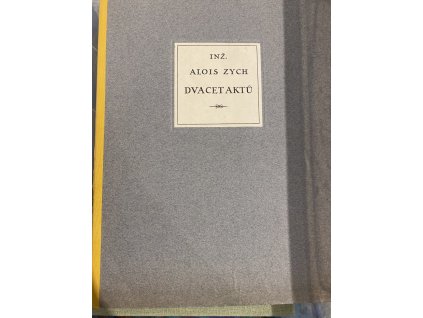 INŽ.
ALOIS ZYCH
DVACET AKTŮ